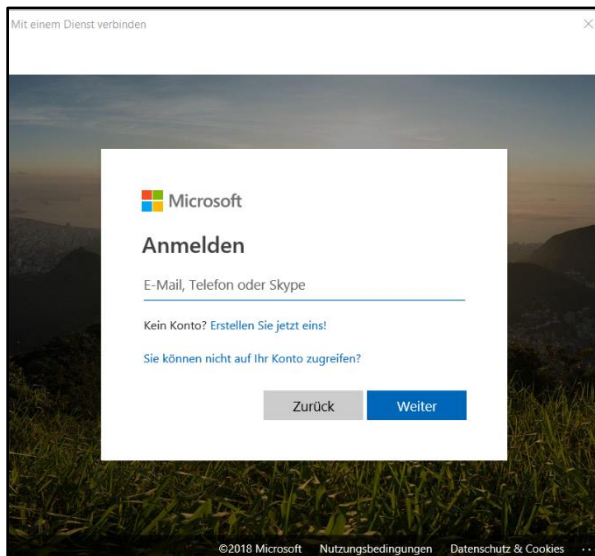 Mit einem Dienst verbinden
Microsoft
Anmelden
E-Mail, Telefon oder Skype
Kein Konto? Erstellen Sie jetzt eins!
Sie können nicht auf Ihr Konto zugreifen?
Zurück Weiter
©2018 Microsoft Nutzungsbedingungen Datenschutz & Cookies ...